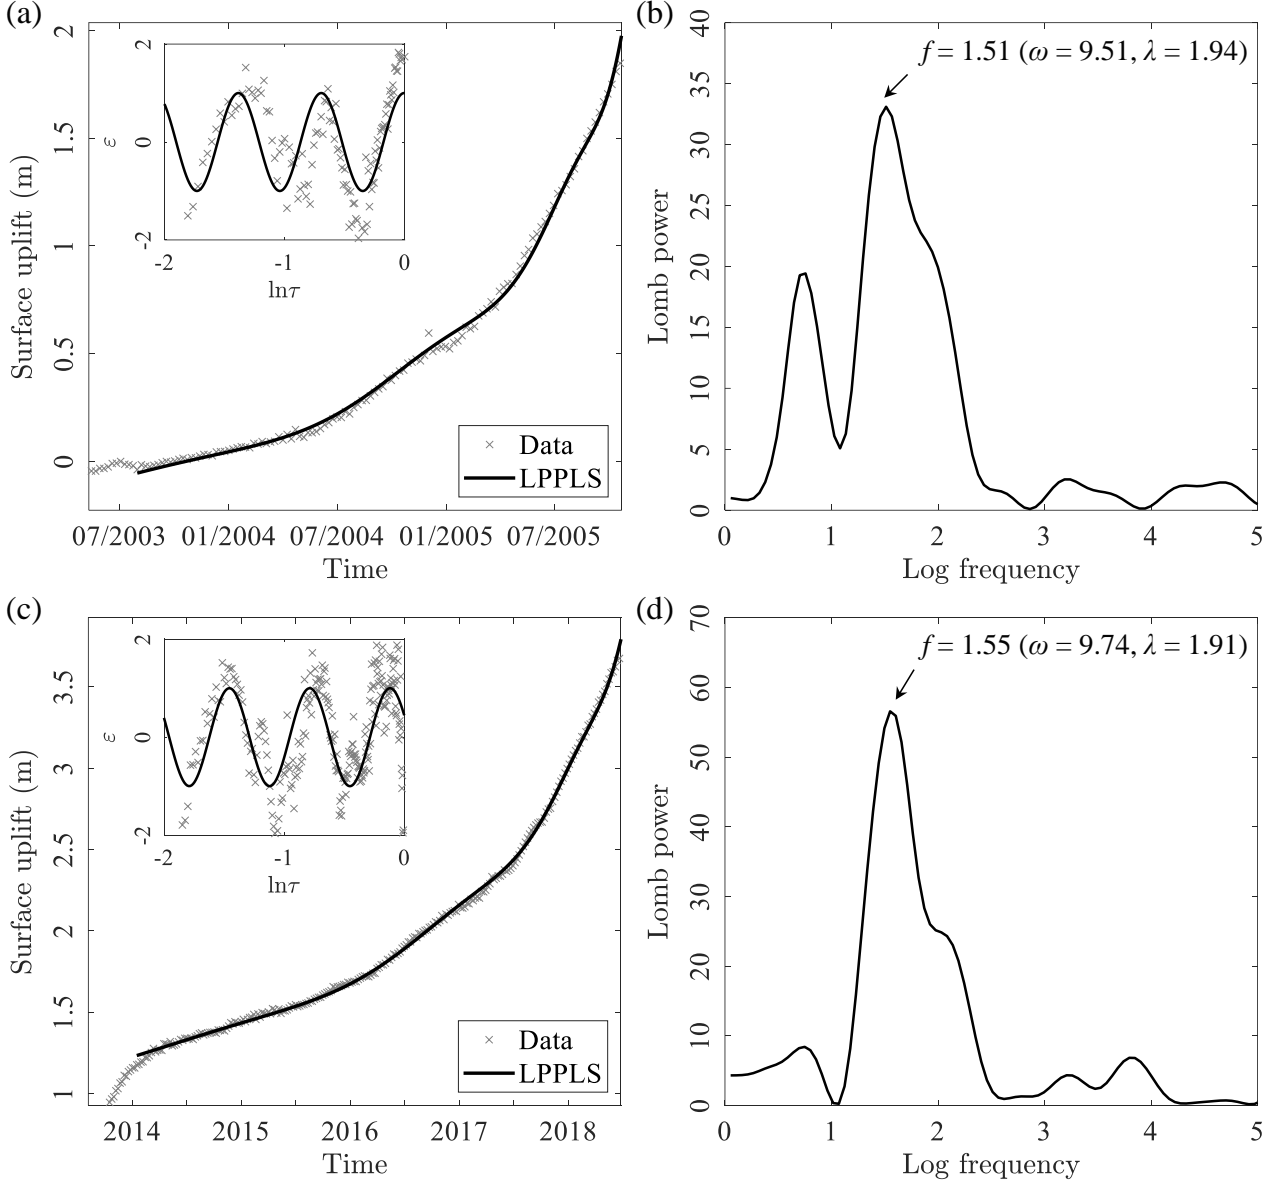 (a)
2
1.5
1
0.5
0
Surface uplift (m)
2
0
-2
ε
-2 -1 0
lnτ
Data
LPPLS
07/2003 01/2004 07/2004 01/2005 07/2005
Time
(b)
40
35
30
25
20
15
10
5
0
Lomb power
f = 1.51 (ω = 9.51, λ = 1.94)
0 1 2 3 4 5
Log frequency
(c)
3.5
3
2.5
2
1.5
1
Surface uplift (m)
2
0
-2
ε
-2 -1 0
lnτ
Data
LPPLS
2014 2015 2016 2017 2018
Time
(d)
70
60
50
40
30
20
10
0
Lomb power
f = 1.55 (ω = 9.74, λ = 1.91)
0 1 2 3 4 5
Log frequency